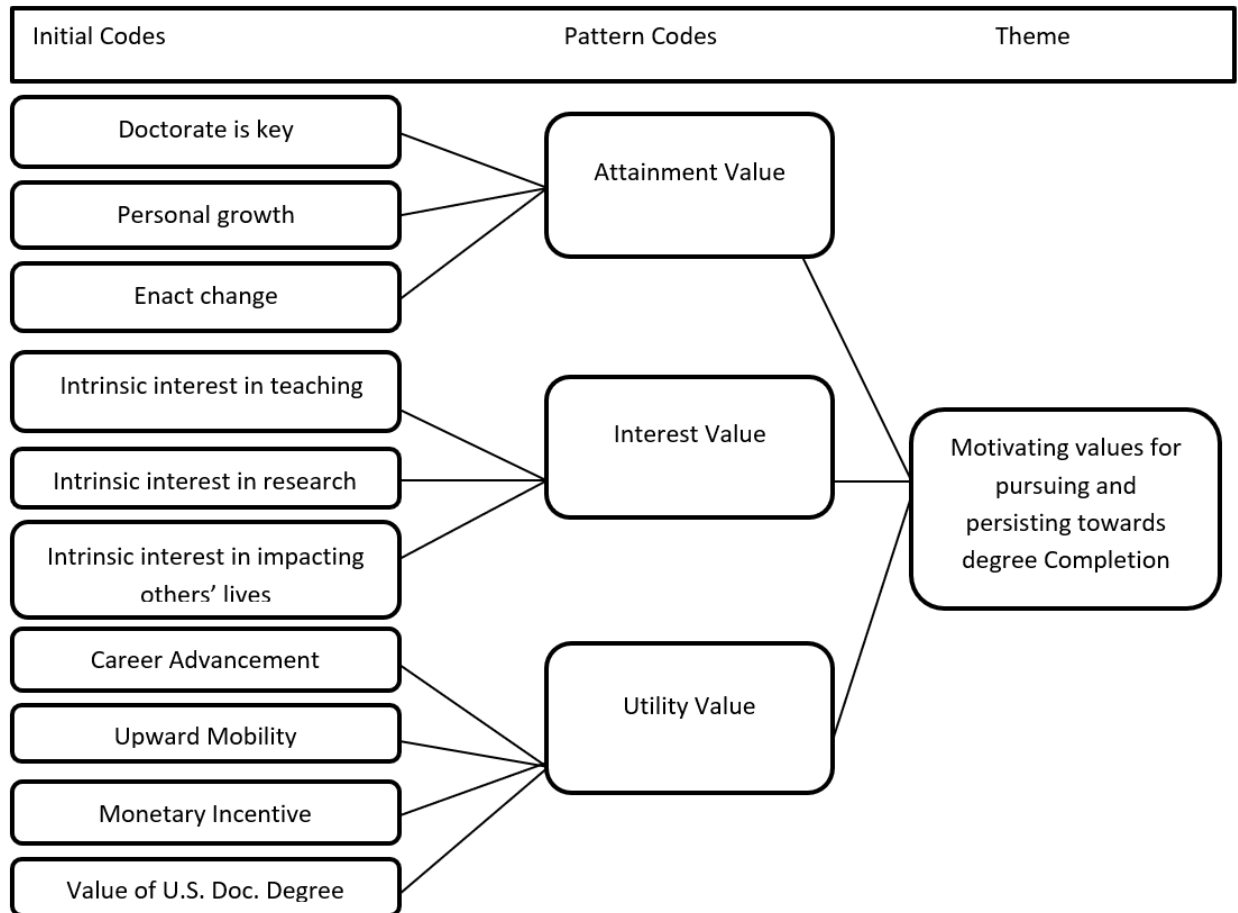 Initial Codes
Pattern Codes
Theme
Doctorate is key
Personal growth
Enact change
Attainment Value
Intrinsic interest in teaching
Intrinsic interest in research
Intrinsic interest in impacting
others’ lives
Interest Value
Career Advancement
Upward Mobility
Monetary Incentive
Value of U.S. Doc. Degree
Utility Value
Motivating values for
pursuing and
persisting towards
degree Completion